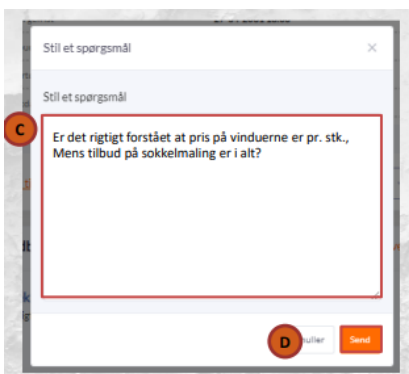 Stil et spørgsmål
Stil et spørgsmål
C
Er det rigtigt forstået at pris på vinduerne er pr. stk.,
Mens tilbud på sokkelmaling er i alt?
D
Send